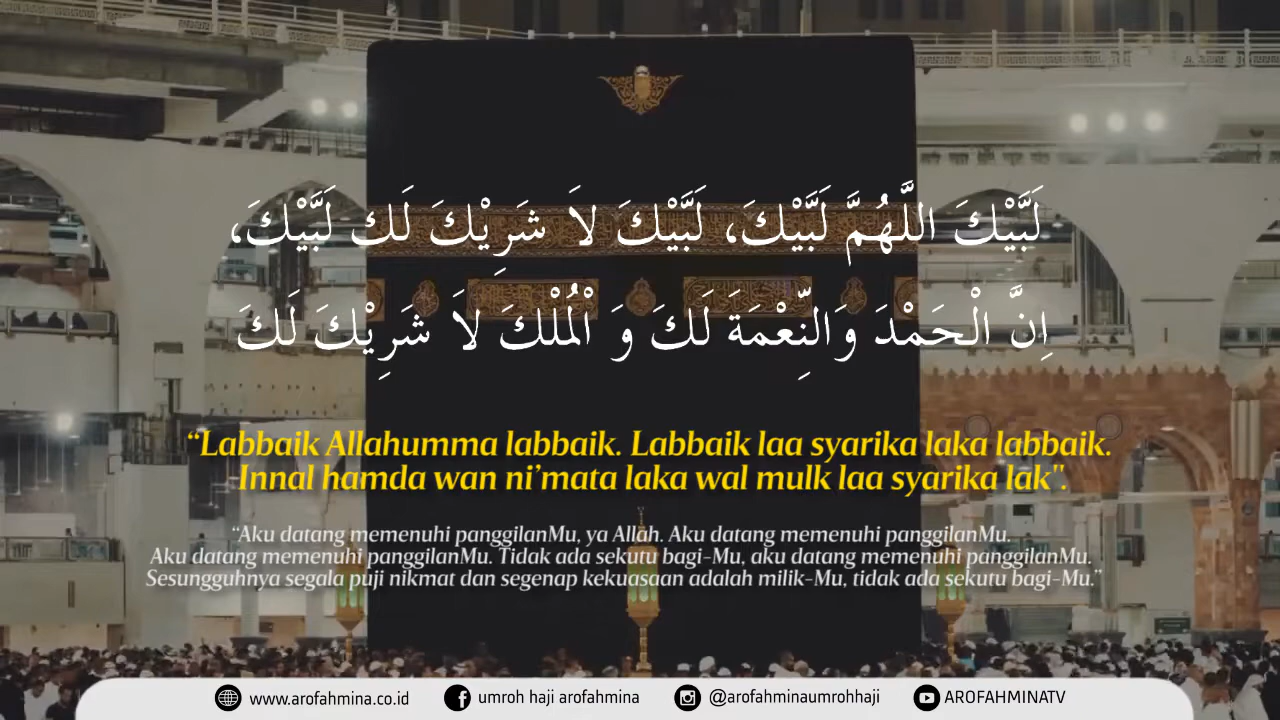 لَبَّيْكَ اللَّهُمَّ لَبَّيْكَ، لَبَّيْكَ لاَ شَرِيْكَ لَكَ لَبَّيْكَ،
اِنَّ الْحَمْدَ وَالنِّعْمَةَ لَكَ وَ الْمُلْكَ لاَ شَرِيْكَ لَكَ
“Labbaik Allahumma labbaik. Labbaik laa syarika laka labbaik.
Innal hamda wan ni’mata laka wal mulk laa syarika lak".
“Aku datang memenuhi panggilanMu, ya Allah. Aku datang memenuhi panggilanMu.
Aku datang memenuhi panggilanMu. Tidak ada sekutu bagi-Mu, aku datang memenuhi panggilanMu.
Sesungguhnya segala puji nikmat dan segenap kekuasaan adalah milik-Mu, tidak ada sekutu bagi-Mu.”
www.arofahmina.co.id
umroh haji arofahmina
@arofahminaumrohhaji
AROFAHMINATV